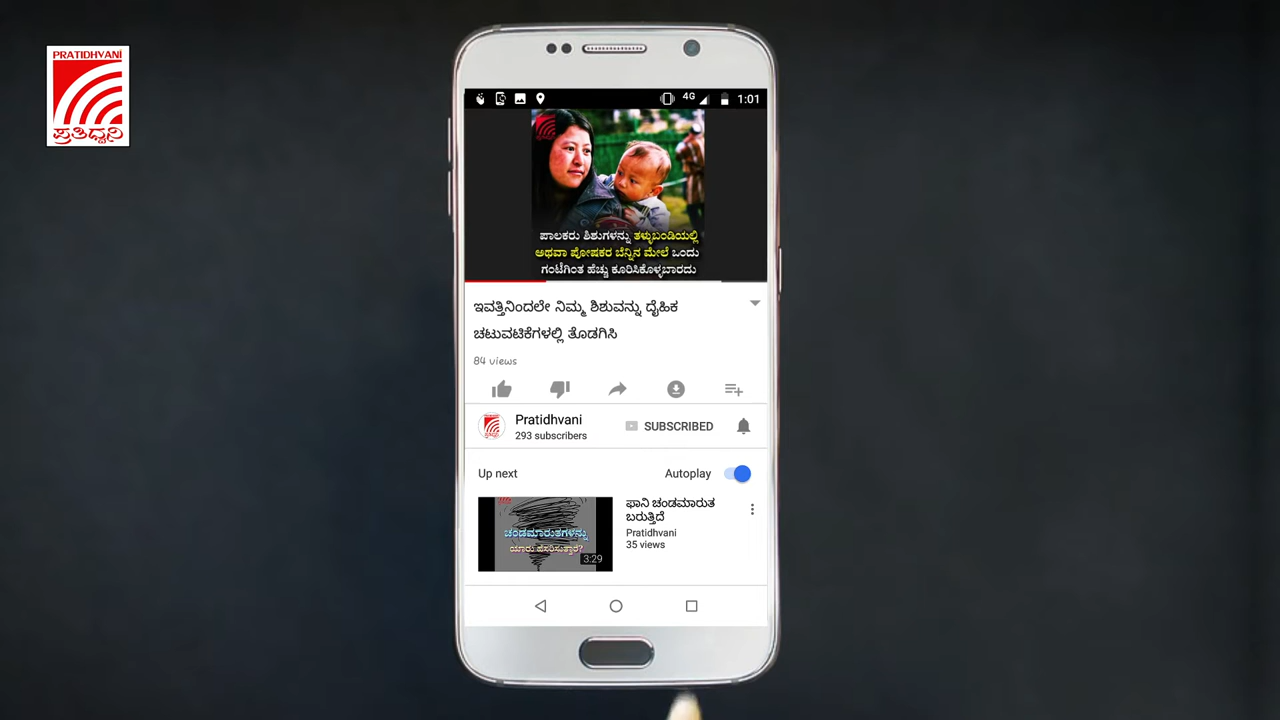 PRATIDHVANI
ಪ್ರತಿಧ್ವನಿ
4G 1:01
ಪಾಲಕರು ಶಿಶುಗಳನ್ನು ತಳ್ಳುಬಂಡಿಯಲ್ಲಿ
ಅಥವಾ ಪೋಷಕರ ಬೆನ್ನಿನ ಮೇಲೆ ಒಂದು
ಗಂಟೆಗಿಂತ ಹೆಚ್ಚು ಕೂರಿಸಿಕೊಳ್ಳಬಾರದು
ಇವತ್ತಿನಿಂದಲೇ ನಿಮ್ಮ ಶಿಶುವನ್ನು ದೈಹಿಕ
ಚಟುವಟಿಕೆಗಳಲ್ಲಿ ತೊಡಗಿಸಿ
84 views
Pratidhvani
293 subscribers
SUBSCRIBED
Up next
Autoplay
ಚಂಡಮಾರುತಗಳನ್ನು
ಯಾರು ಹೆಸರಿಸುತ್ತಾರೆ?
3:29
ಫಾನಿ ಚಂಡಮಾರುತ
ಬರುತ್ತಿದೆ
Pratidhvani
35 views